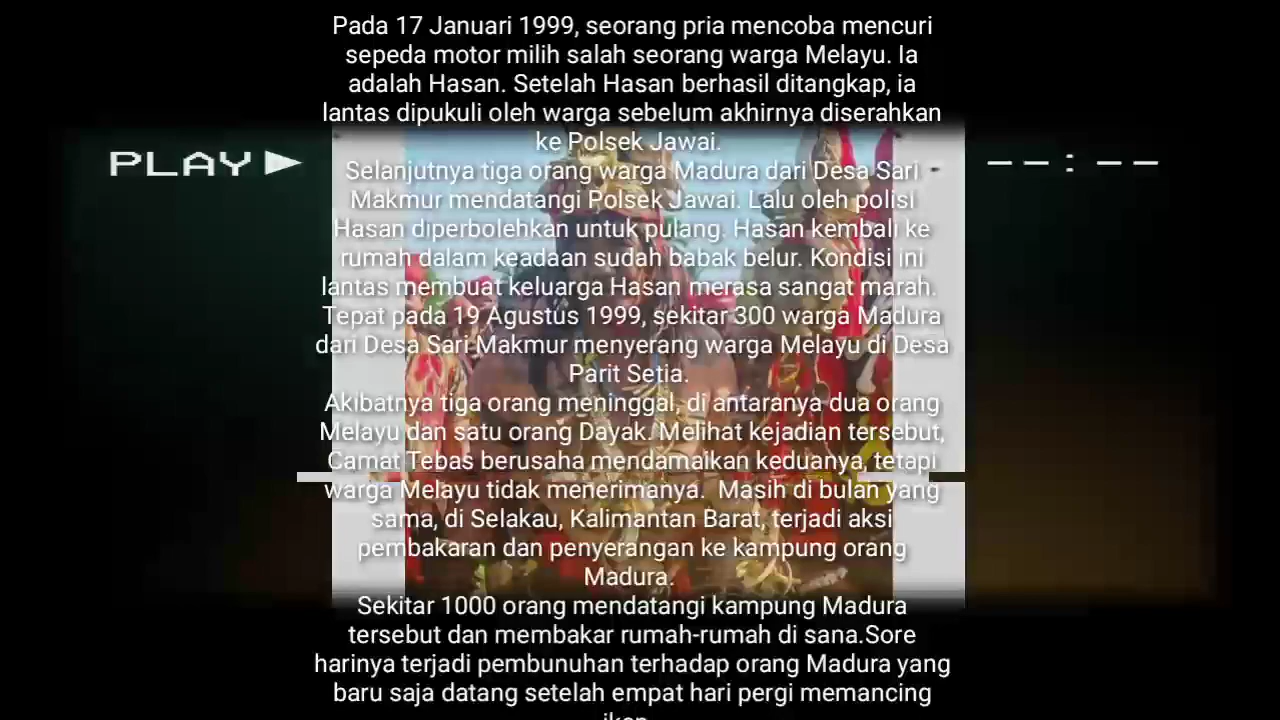 Pada 17 Januari 1999, seorang pria mencoba mencuri
sepeda motor milih salah seorang warga Melayu. Ia
adalah Hasan. Setelah Hasan berhasil ditangkap, ia
lantas dipukuli oleh warga sebelum akhirnya diserahkan
ke Polsek Jawai.
PLAY
--:--
Selanjutnya tiga orang warga Madura dari Desa Sari
Makmur mendatangi Polsek Jawai. Lalu oleh polisi
Hasan diperbolehkan untuk pulang. Hasan kembali ke
rumah dalam keadaan sudah babak belur. Kondisi ini
lantas membuat keluarga Hasan merasa sangat marah.
Tepat pada 19 Agustus 1999, sekitar 300 warga Madura
dari Desa Sari Makmur menyerang warga Melayu di Desa
Parit Setia.
Akibatnya tiga orang meninggal, di antaranya dua orang
Melayu dan satu orang Dayak. Melihat kejadian tersebut,
Camat Tebas berusaha mendamaikan keduanya, tetapi
warga Melayu tidak menerimanya. Masih di bulan yang
sama, di Selakau, Kalimantan Barat, terjadi aksi
pembakaran dan penyerangan ke kampung orang
Madura.
Sekitar 1000 orang mendatangi kampung Madura
tersebut dan membakar rumah-rumah di sana.Sore
harinya terjadi pembunuhan terhadap orang Madura yang
baru saja datang setelah empat hari pergi memancing